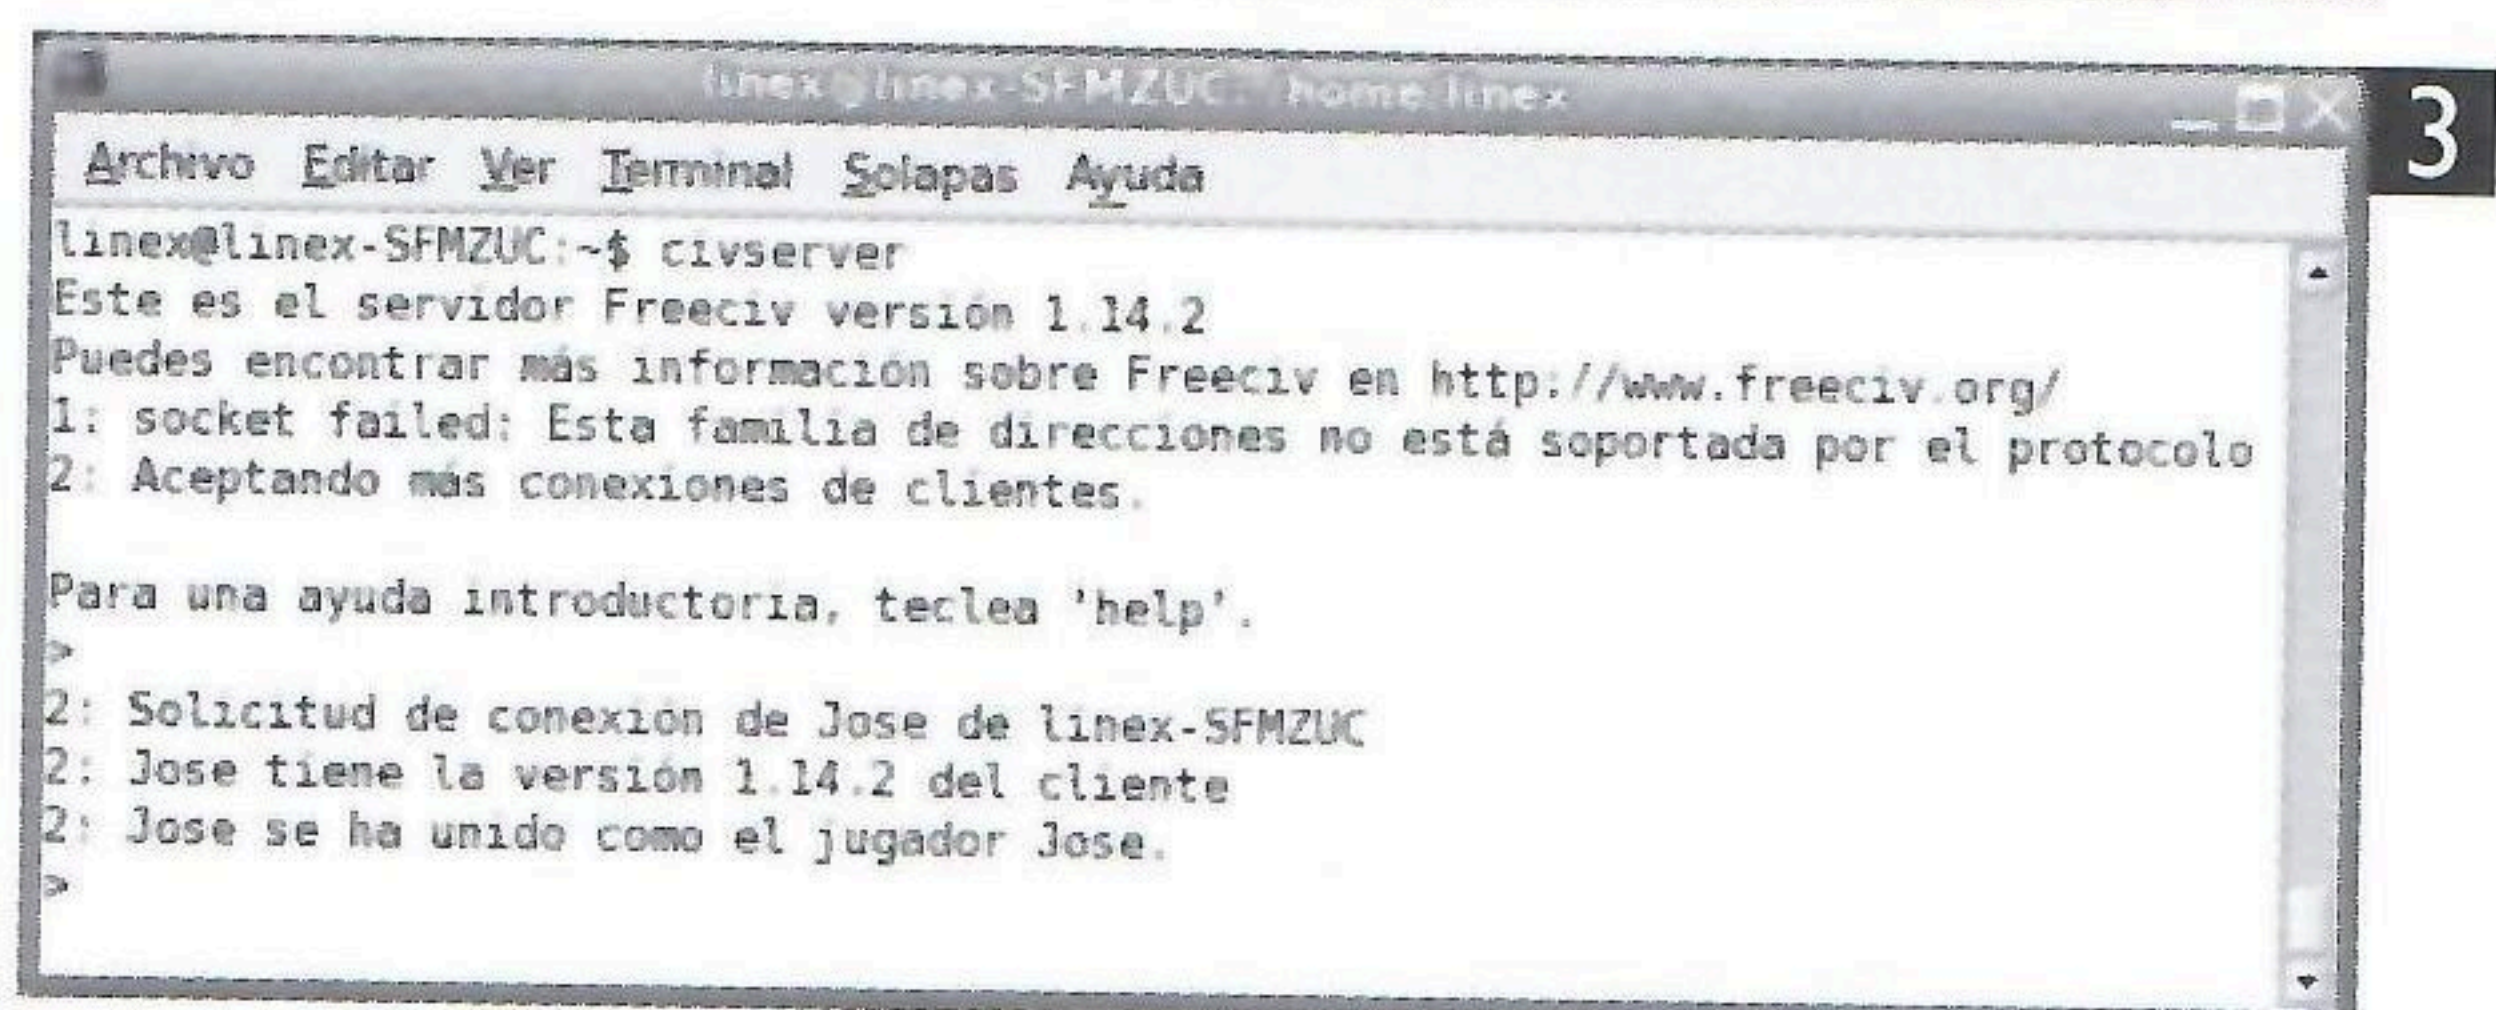 linex@linex-SFMZUC: /home/linex
3
Archivo Editar Ver Terminal Solapas Ayuda
linex@linex-SFMZUC:~$ civserver
Este es el servidor Freeciv versión 1.14.2
Puedes encontrar más información sobre Freeciv en http://www.freeciv.org/
1: socket failed: Esta familia de direcciones no está soportada por el protocolo
2: Aceptando más conexiones de clientes.
Para una ayuda introductoria, teclea 'help'.
>
2: Solicitud de conexión de Jose de linex-SFMZUC
2: Jose tiene la versión 1.14.2 del cliente
2: Jose se ha unido como el jugador Jose.
>